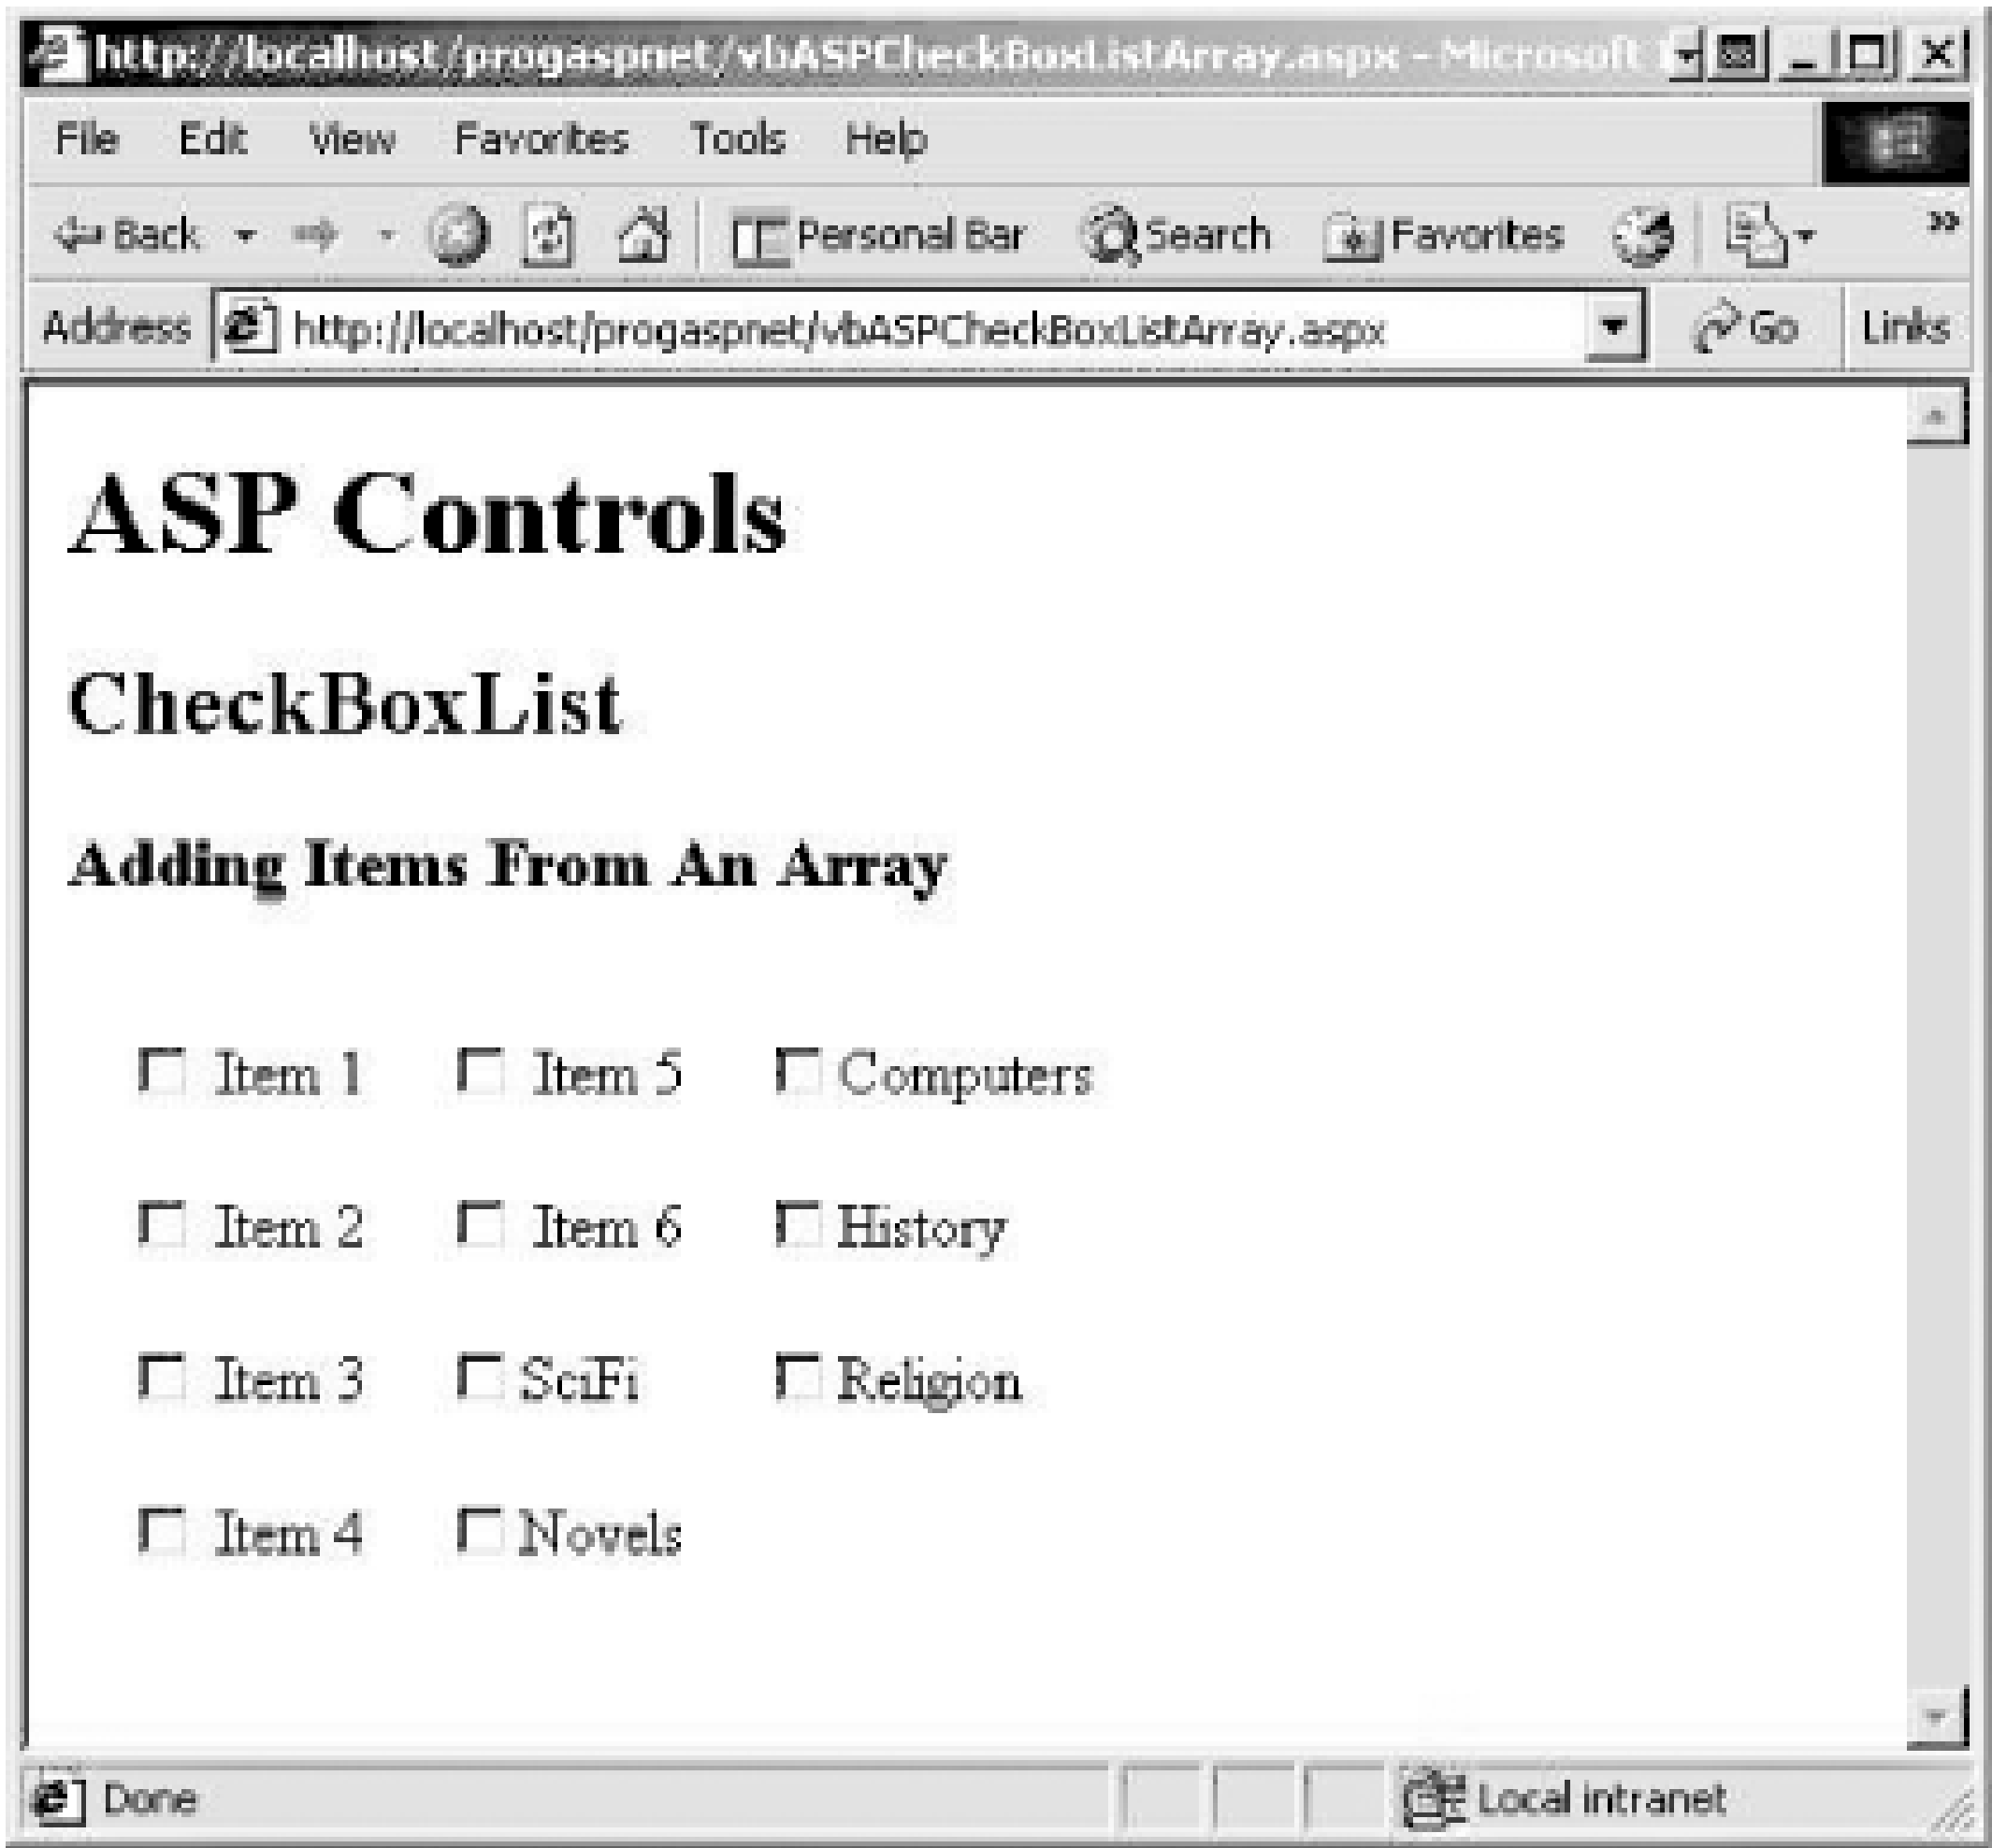 http://localhost/progaspnet/vbASPCheckBoxListArray.aspx - Microsoft
File Edit View Favorites Tools Help
Back Personal Bar Search Favorites »
Address http://localhost/progaspnet/vbASPCheckBoxListArray.aspx Go Links
ASP Controls
CheckBoxList
Adding Items From An Array
Item 1 Item 5 Computers
Item 2 Item 6 History
Item 3 SciFi Religion
Item 4 Novels
Done Local intranet